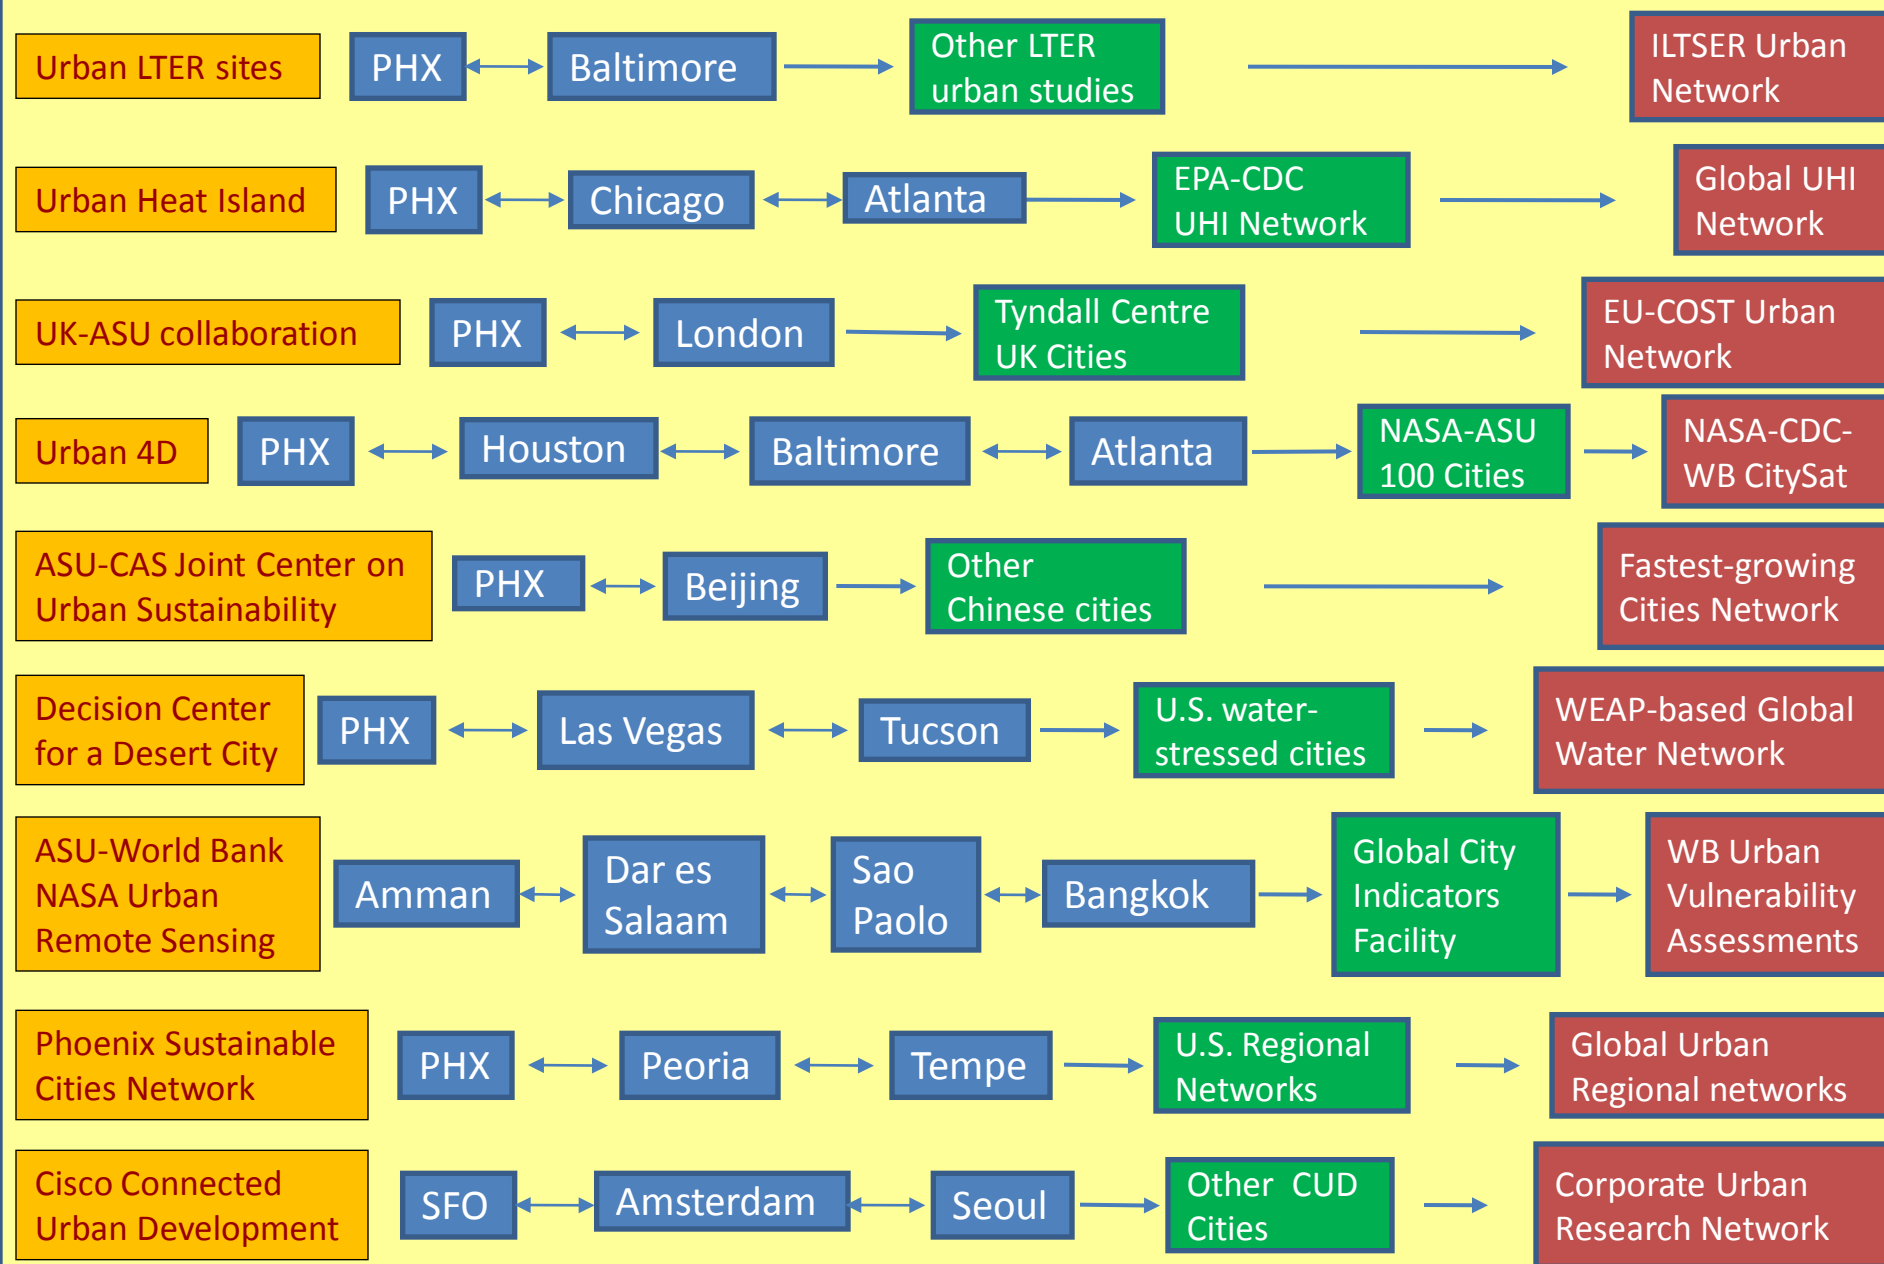 Urban LTER sites
PHX
Baltimore
Other LTER
urban studies
ILTSER Urban
Network
Urban Heat Island
PHX
Chicago
Atlanta
EPA-CDC
UHI Network
Global UHI
Network
UK-ASU collaboration
PHX
London
Tyndall Centre
UK Cities
EU-COST Urban
Network
Urban 4D
PHX
Houston
Baltimore
Atlanta
NASA-ASU
100 Cities
NASA-CDC-
WB CitySat
ASU-CAS Joint Center on
Urban Sustainability
PHX
Beijing
Other
Chinese cities
Fastest-growing
Cities Network
Decision Center
for a Desert City
PHX
Las Vegas
Tucson
U.S. water-
stressed cities
WEAP-based Global
Water Network
ASU-World Bank
NASA Urban
Remote Sensing
Amman
Dar es
Salaam
Sao
Paolo
Bangkok
Global City
Indicators
Facility
WB Urban
Vulnerability
Assessments
Phoenix Sustainable
Cities Network
PHX
Peoria
Tempe
U.S. Regional
Networks
Global Urban
Regional networks
Cisco Connected
Urban Development
SFO
Amsterdam
Seoul
Other CUD
Cities
Corporate Urban
Research Network